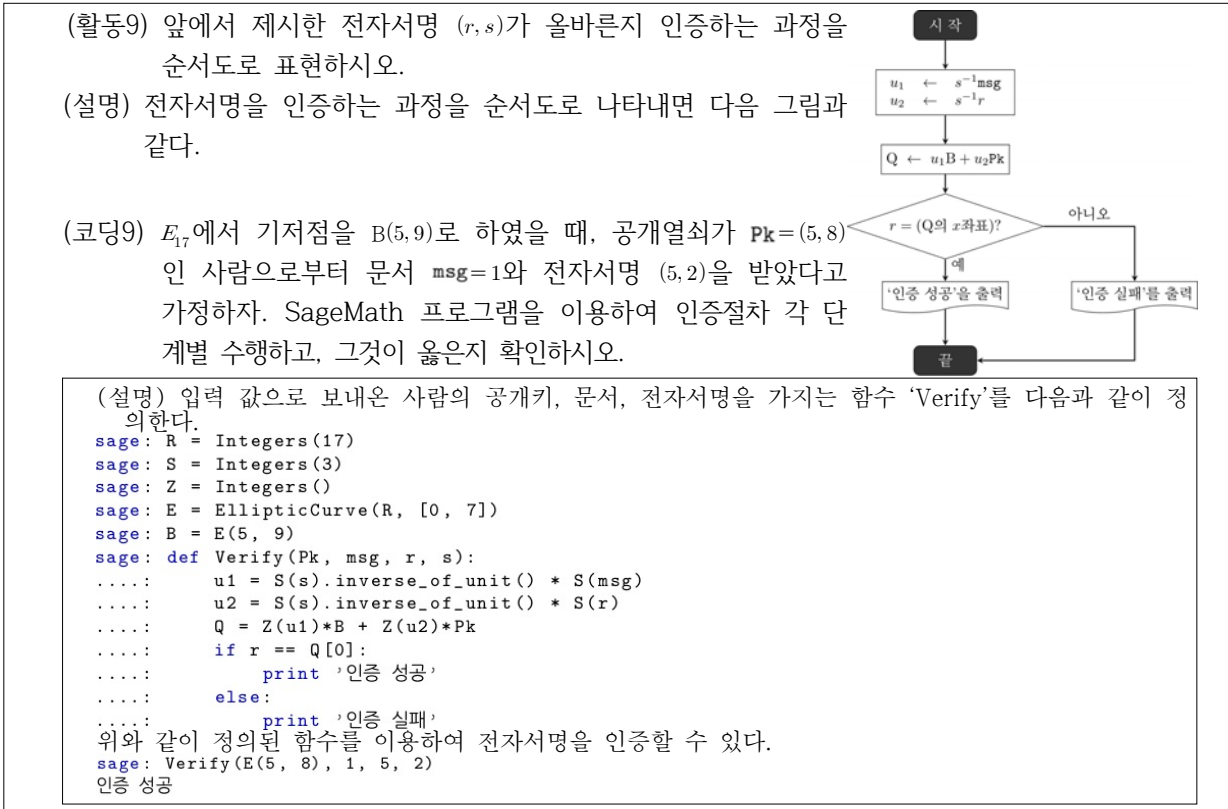 (활동9) 앞에서 제시한 전자서명 (r, s)가 올바른지 인증하는 과정을
순서도로 표현하시오.
(설명) 전자서명을 인증하는 과정을 순서도로 나타내면 다음 그림과
같다.
(코딩9) E₁₇에서 기저점을 B(5, 9)로 하였을 때, 공개열쇠가 Pk = (5, 8)
인 사람으로부터 문서 msg=1와 전자서명 (5, 2)을 받았다고
가정하자. SageMath 프로그램을 이용하여 인증절차 각 단
계별 수행하고, 그것이 옳은지 확인하시오.
시 작
u₁ ← s⁻¹msg
u₂ ← s⁻¹r
Q ← u₁B + u₂Pk
r = (Q의 x좌표)?
아니오
예
'인증 성공'을 출력
'인증 실패'를 출력
끝
(설명) 입력 값으로 보내온 사람의 공개키, 문서, 전자서명을 가지는 함수 'Verify'를 다음과 같이 정
의한다.
sage: R = Integers(17)
sage: S = Integers(3)
sage: Z = Integers()
sage: E = EllipticCurve(R, [0, 7])
sage: B = E(5, 9)
sage: def Verify(Pk, msg, r, s):
....:     u1 = S(s).inverse_of_unit() * S(msg)
....:     u2 = S(s).inverse_of_unit() * S(r)
....:     Q = Z(u1)*B + Z(u2)*Pk
....:     if r == Q[0]:
....:         print '인증 성공'
....:     else:
....:         print '인증 실패'
위와 같이 정의된 함수를 이용하여 전자서명을 인증할 수 있다.
sage: Verify(E(5, 8), 1, 5, 2)
인증 성공